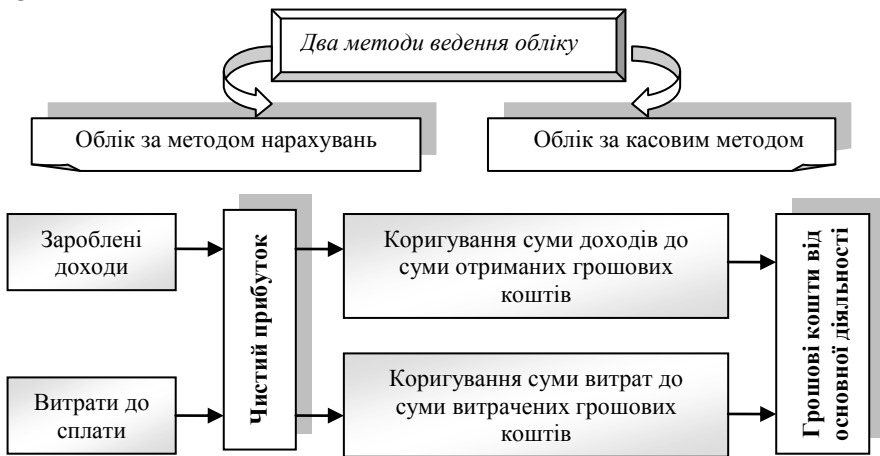 Два методи ведення обліку
Облік за методом нарахувань
Облік за касовим методом
Зароблені
доходи
Чистий прибуток
Коригування суми доходів до
суми отриманих грошових
коштів
Грошові кошти від
основної діяльності
Витрати до
сплати
Коригування суми витрат до
суми витрачених грошових
коштів